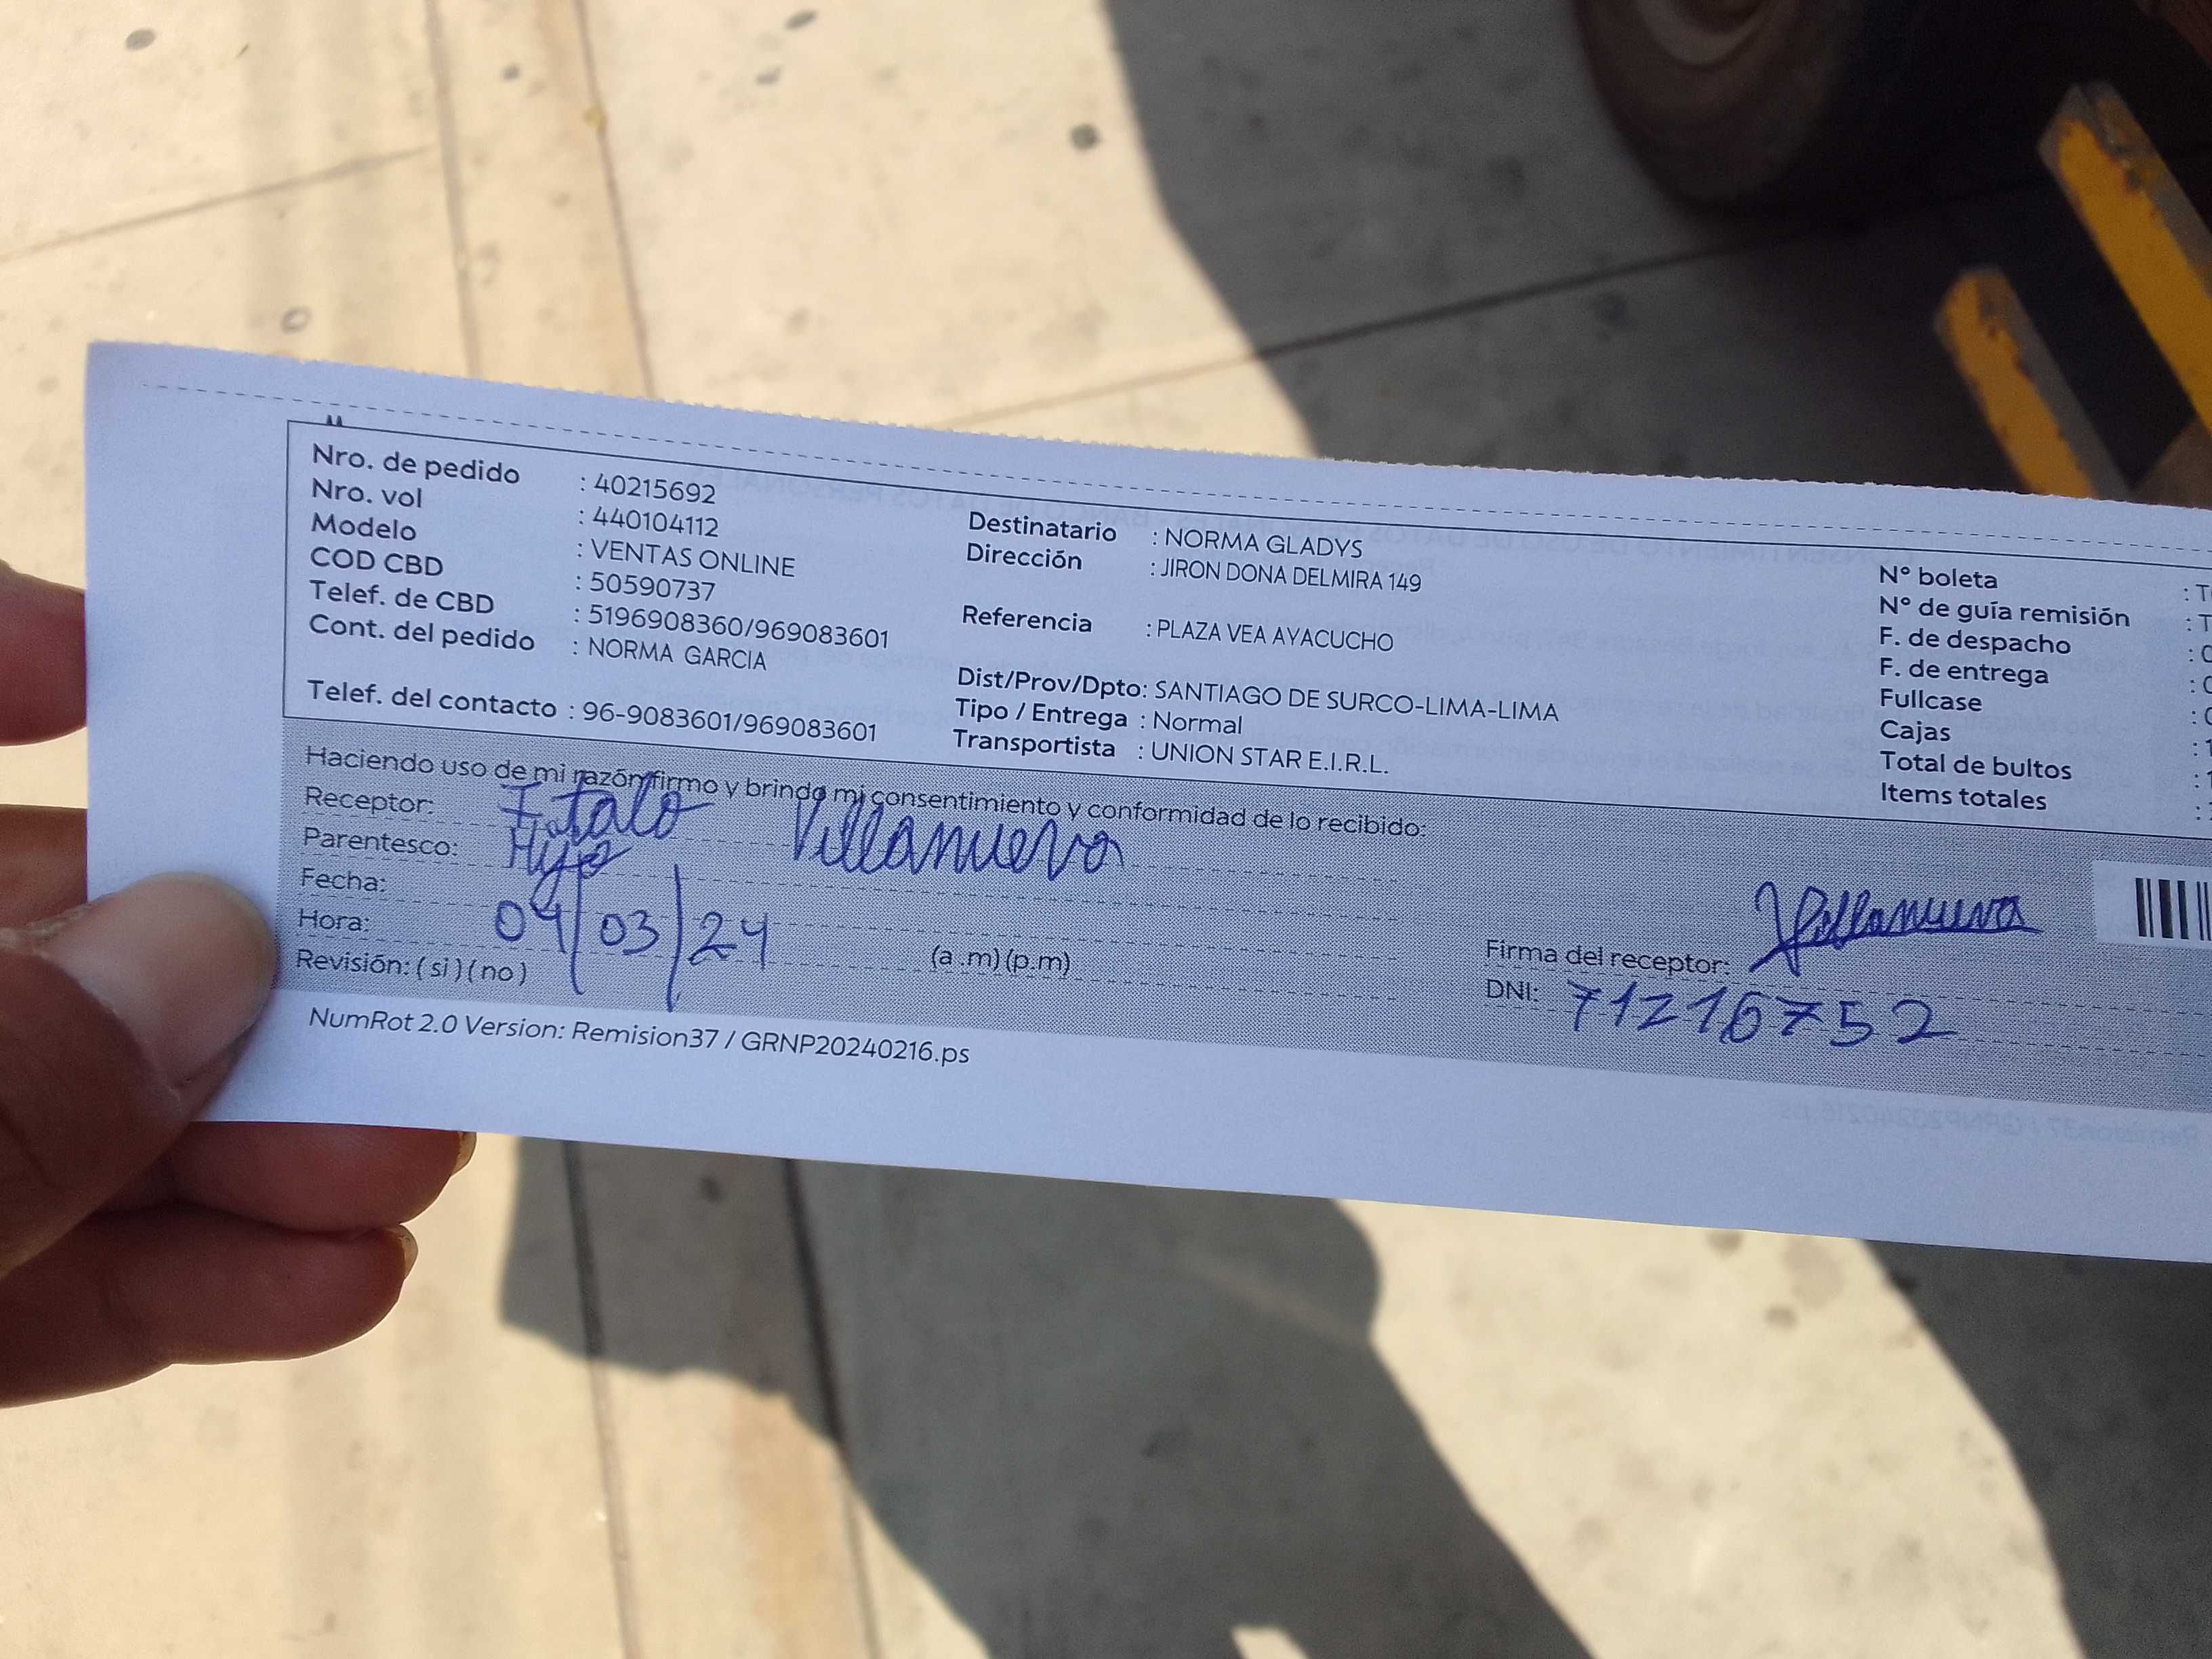 Nro. de pedido : 40215692
Nro. vol : 440104112
Modelo : VENTAS ONLINE
COD CBD : 50590737
Telef. de CBD : 5196908360/969083601
Cont. del pedido : NORMA GARCIA
Telef. del contacto : 96-9083601/969083601
Destinatario : NORMA GLADYS
Dirección : JIRON DONA DELMIRA 149
Referencia : PLAZA VEA AYACUCHO
Dist/Prov/Dpto: SANTIAGO DE SURCO-LIMA-LIMA
Tipo / Entrega : Normal
Transportista : UNION STAR E.I.R.L.
N° boleta : T
N° de guía remisión : T
F. de despacho :
F. de entrega :
Fullcase :
Cajas : 1
Total de bultos :
Items totales :
Haciendo uso de mi razón firmo y brindo mi consentimiento y conformidad de lo recibido:
Receptor: Italo Villanueva
Parentesco: Hijo
Fecha: 04/03/24
Hora: (a .m) (p.m)
Revisión: ( si ) ( no )
Firma del receptor: Villanueva
DNI: 71216752
NumRot 2.0 Version: Remision37 / GRNP20240216.ps